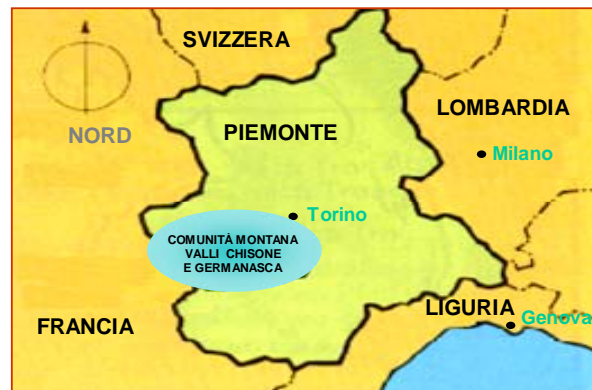 SVIZZERA
LOMBARDIA
NORD
PIEMONTE
Milano
Torino
COMUNITÀ MONTANA
VALLI CHISONE
E GERMANASCA
LIGURIA
Genova
FRANCIA